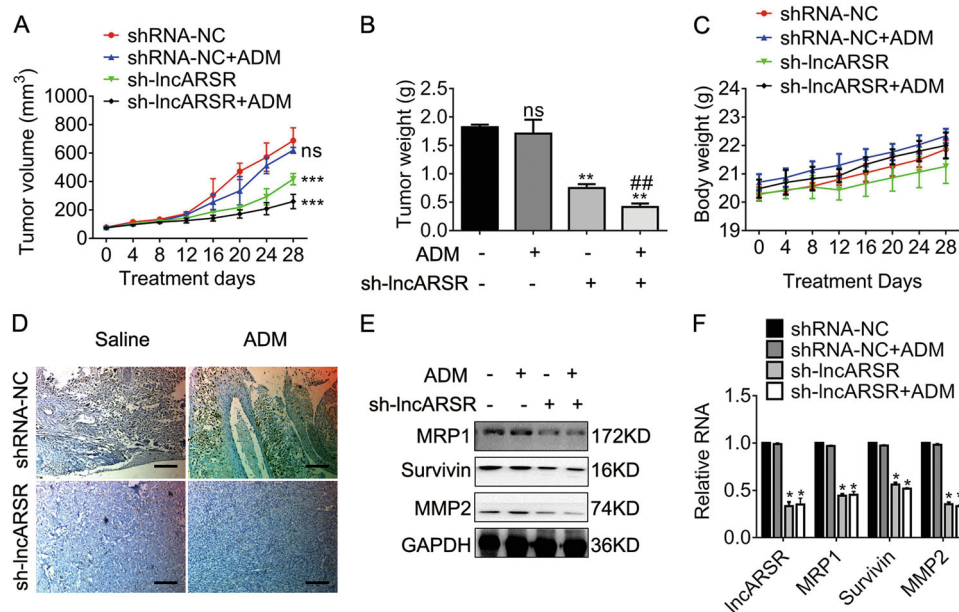 A
shRNA-NC
shRNA-NC+ADM
sh-lncARSR
sh-lncARSR+ADM
Tumor volume (mm³)
1000
800
600
400
200
0
ns
***
***
0 4 8 12 16 20 24 28
Treatment days
B
Tumor weight (g)
2.5
2.0
1.5
1.0
0.5
0.0
ns
**
##
**
ADM - + - +
sh-lncARSR - - + +
C
shRNA-NC
shRNA-NC+ADM
sh-lncARSR
sh-lncARSR+ADM
Body weight (g)
23
22
21
20
19
0 4 8 12 16 20 24 28
Treatment Days
D
Saline ADM
shRNA-NC
sh-lncARSR
E
ADM - + - +
sh-lncARSR - - + +
MRP1 172KD
Survivin 16KD
MMP2 74KD
GAPDH 36KD
F
shRNA-NC
shRNA-NC+ADM
sh-lncARSR
sh-lncARSR+ADM
Relative RNA
1.0
0.5
0.0
* * * * * * * *
lncARSR MRP1 Survivin MMP2